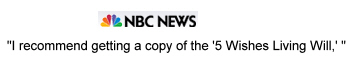 NBC NEWS
"I recommend getting a copy of the '5 Wishes Living Will,' "